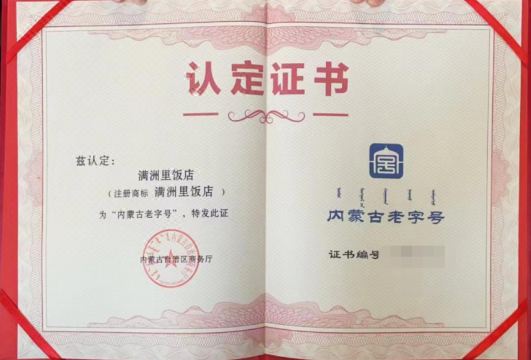 认定证书
兹认定：
满洲里饭店
（注册商标 满洲里饭店 ）
为“内蒙古老字号”，特发此证
内蒙古自治区商务厅
内蒙古老字号
证书编号